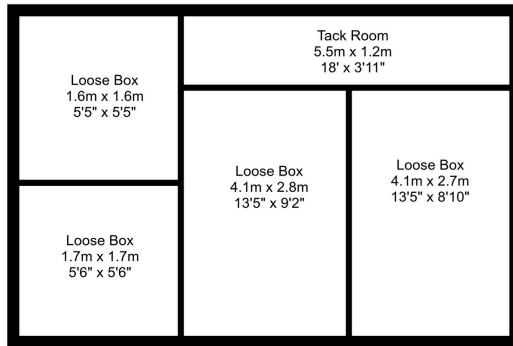 Tack Room
5.5m x 1.2m
18' x 3'11"
Loose Box
1.6m x 1.6m
5'5" x 5'5"
Loose Box
4.1m x 2.8m
13'5" x 9'2"
Loose Box
4.1m x 2.7m
13'5" x 8'10"
Loose Box
1.7m x 1.7m
5'6" x 5'6"